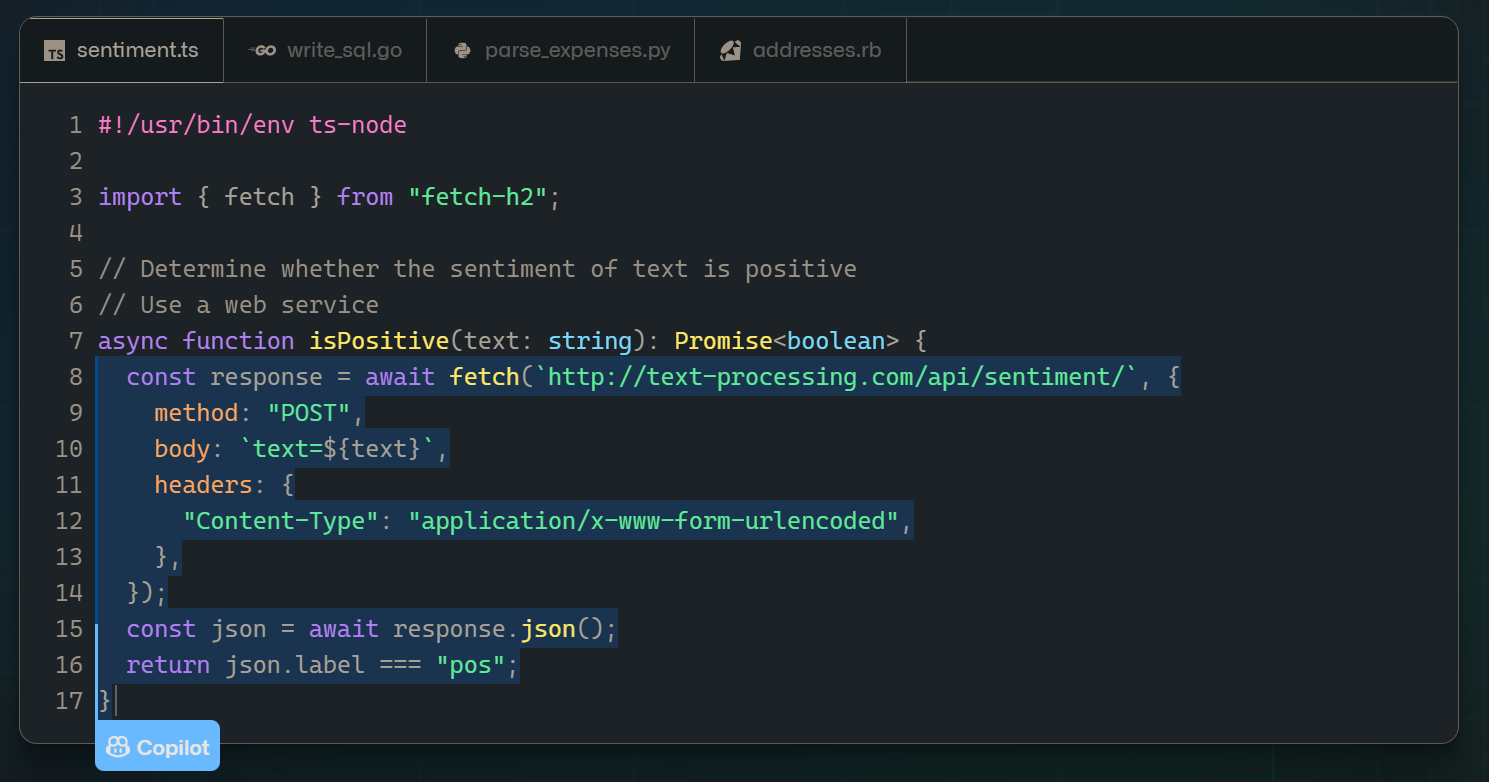 TS sentiment.ts GO write_sql.go parse_expenses.py addresses.rb
1 #!/usr/bin/env ts-node
2
3 import { fetch } from "fetch-h2";
4
5 // Determine whether the sentiment of text is positive
6 // Use a web service
7 async function isPositive(text: string): Promise<boolean> {
8   const response = await fetch(`http://text-processing.com/api/sentiment/`, {
9     method: "POST",
10     body: `text=${text}`,
11     headers: {
12       "Content-Type": "application/x-www-form-urlencoded",
13     },
14   });
15   const json = await response.json();
16   return json.label === "pos";
17 }
Copilot